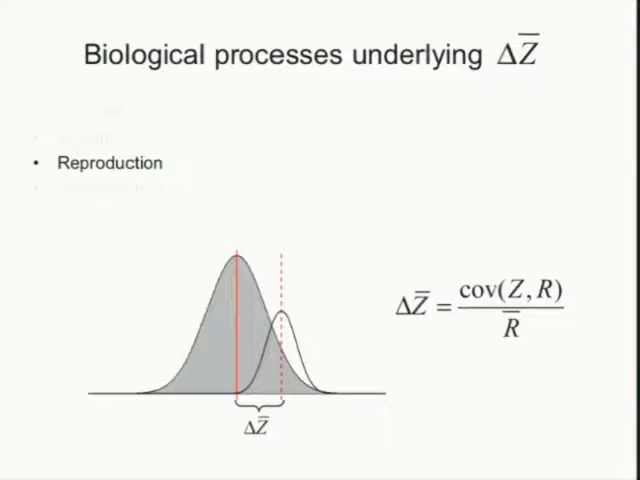 Biological processes underlying ΔZ̅
• Reproduction
ΔZ̅ = cov(Z, R) / R̅
ΔZ̅